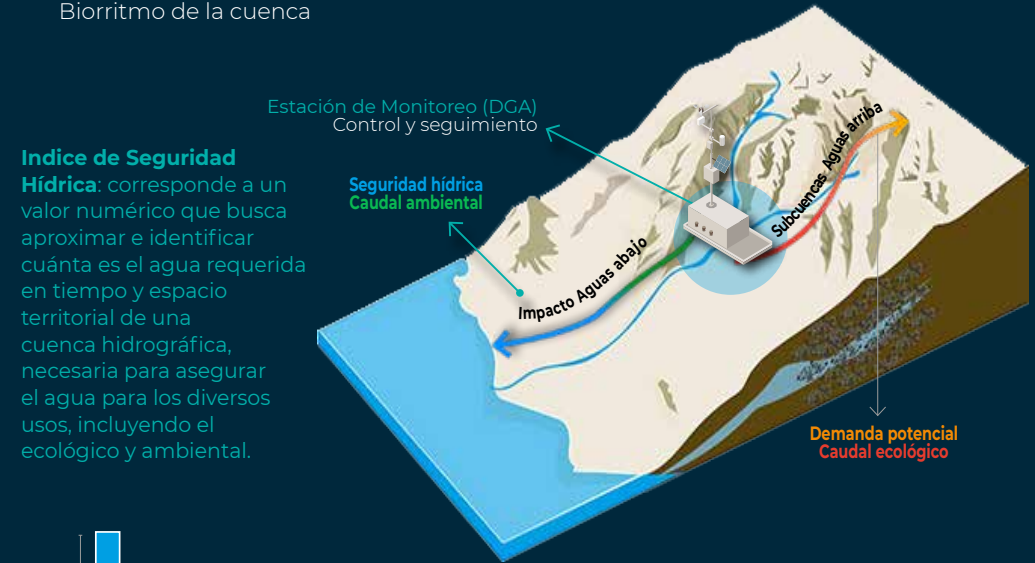 Biorritmo de la cuenca
Estación de Monitoreo (DGA)
Control y seguimiento
Indice de Seguridad
Hídrica: corresponde a un
valor numérico que busca
aproximar e identificar
cuánta es el agua requerida
en tiempo y espacio
territorial de una
cuenca hidrográfica,
necesaria para asegurar
el agua para los diversos
usos, incluyendo el
ecológico y ambiental.
Seguridad hídrica
Caudal ambiental
Subcuencas Aguas arriba
Impacto Aguas abajo
Demanda potencial
Caudal ecológico